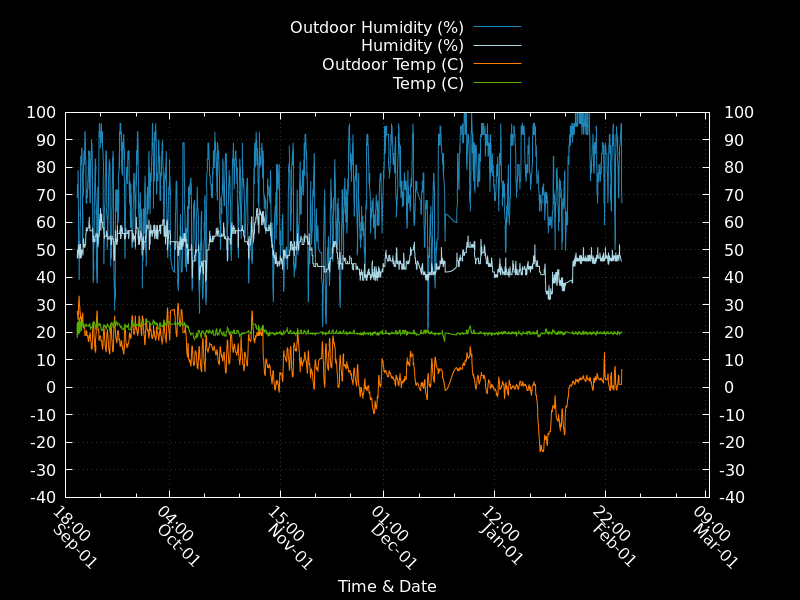 Outdoor Humidity (%)
Humidity (%)
Outdoor Temp (C)
Temp (C)
100 100
90 90
80 80
70 70
60 60
50 50
40 40
30 30
20 20
10 10
0 0
-10 -10
-20 -20
-30 -30
-40 -40
18:00 04:00 15:00 01:00 12:00 22:00 09:00
Sep-01 Oct-01 Nov-01 Dec-01 Jan-01 Feb-01 Mar-01
Time & Date